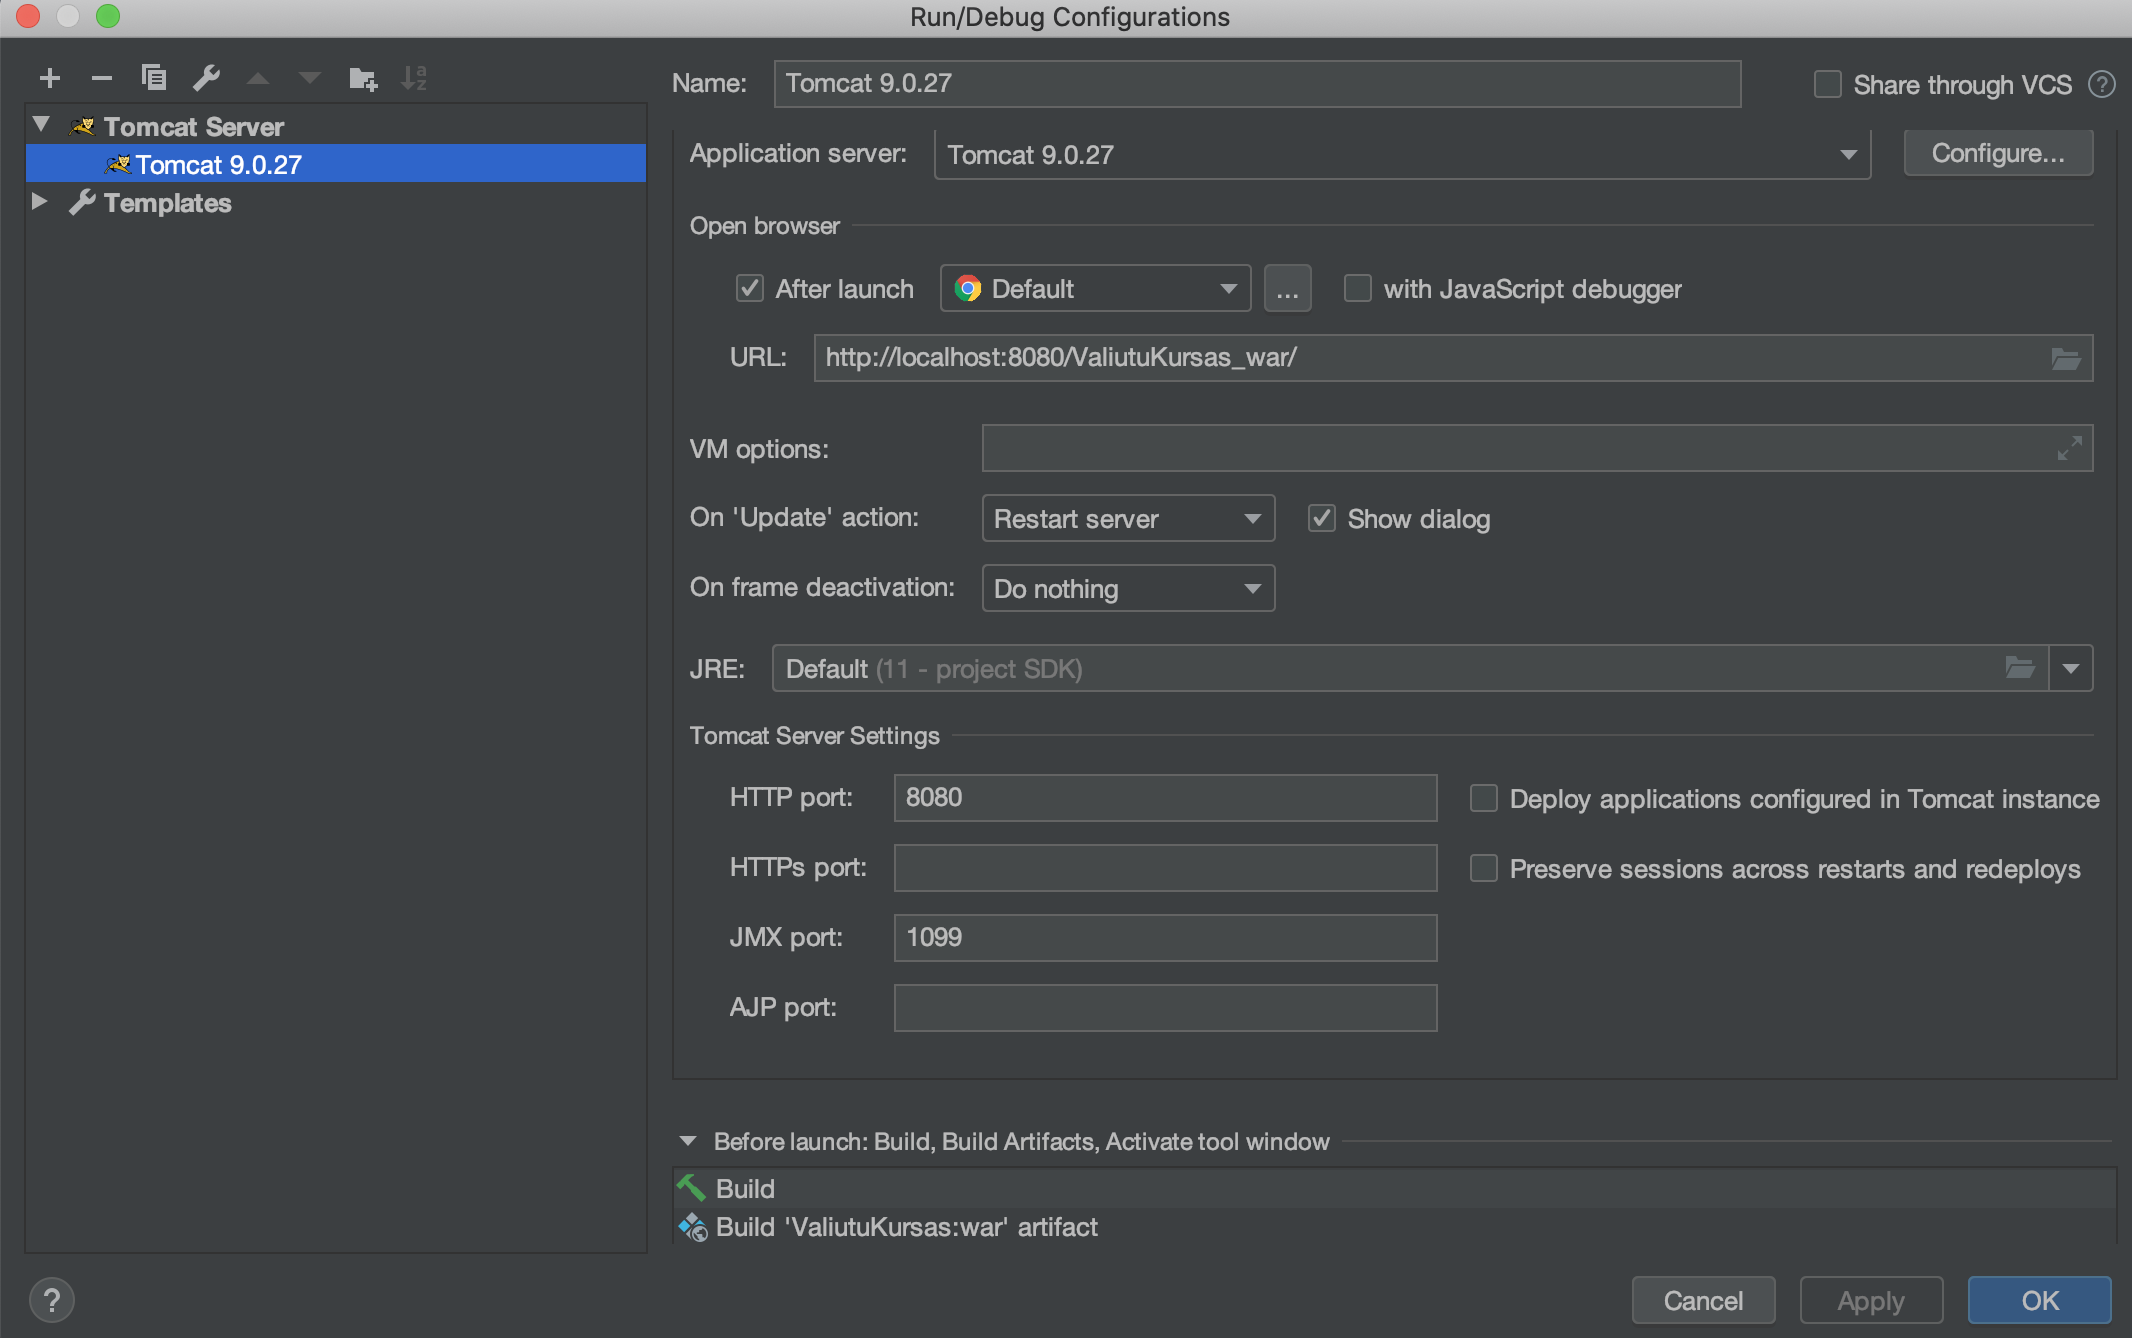 Run/Debug Configurations
Name: Tomcat 9.0.27 Share through VCS ?
Tomcat Server
Tomcat 9.0.27
Templates
Application server: Tomcat 9.0.27 Configure...
Open browser
After launch Default ... with JavaScript debugger
URL: http://localhost:8080/ValiutuKursas_war/
VM options:
On 'Update' action: Restart server Show dialog
On frame deactivation: Do nothing
JRE: Default (11 - project SDK)
Tomcat Server Settings
HTTP port: 8080 Deploy applications configured in Tomcat instance
HTTPs port: Preserve sessions across restarts and redeploys
JMX port: 1099
AJP port:
Before launch: Build, Build Artifacts, Activate tool window
Build
Build 'ValiutuKursas:war' artifact
? Cancel Apply OK